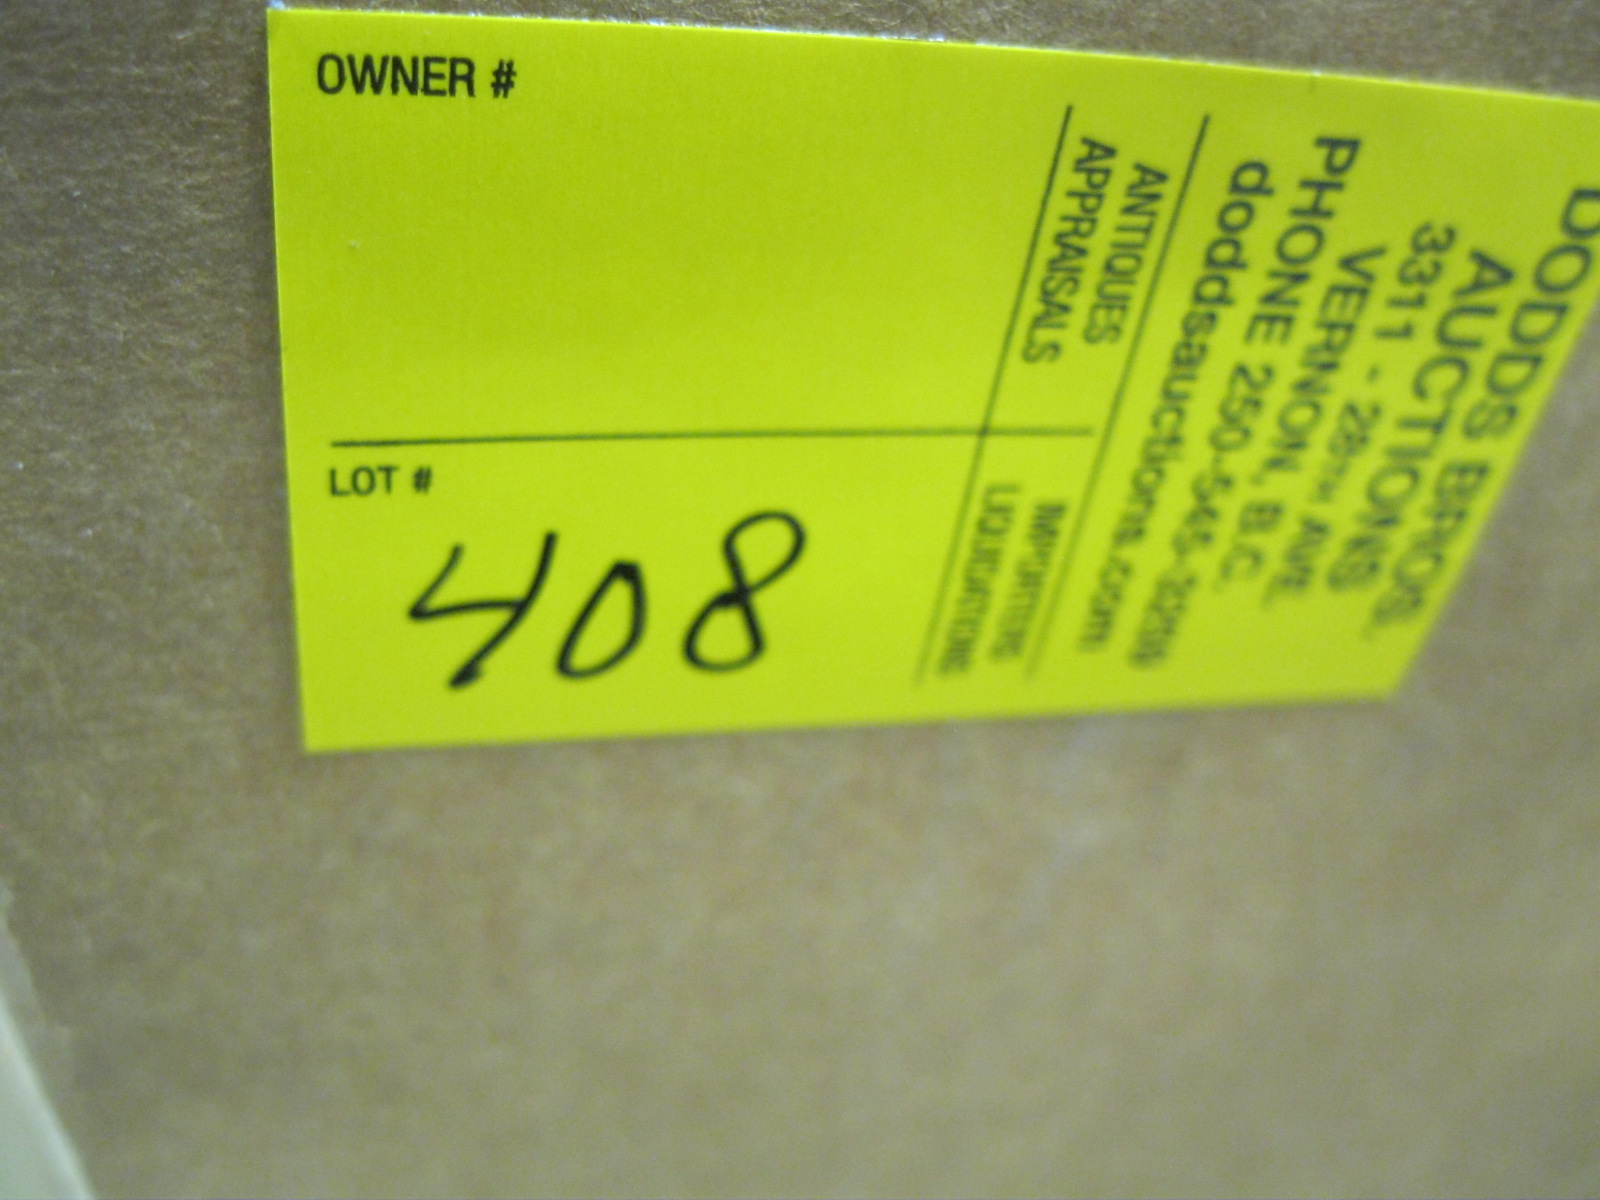 OWNER #
LOT #
408
DODDS BROS.
AUCTIONS
3311 - 28TH AVE
VERNON, B.C.
PHONE 250-545-3259
doddsauctions.com
ANTIQUES
APPRAISALS
IMPORTERS
LIQUIDATIONS